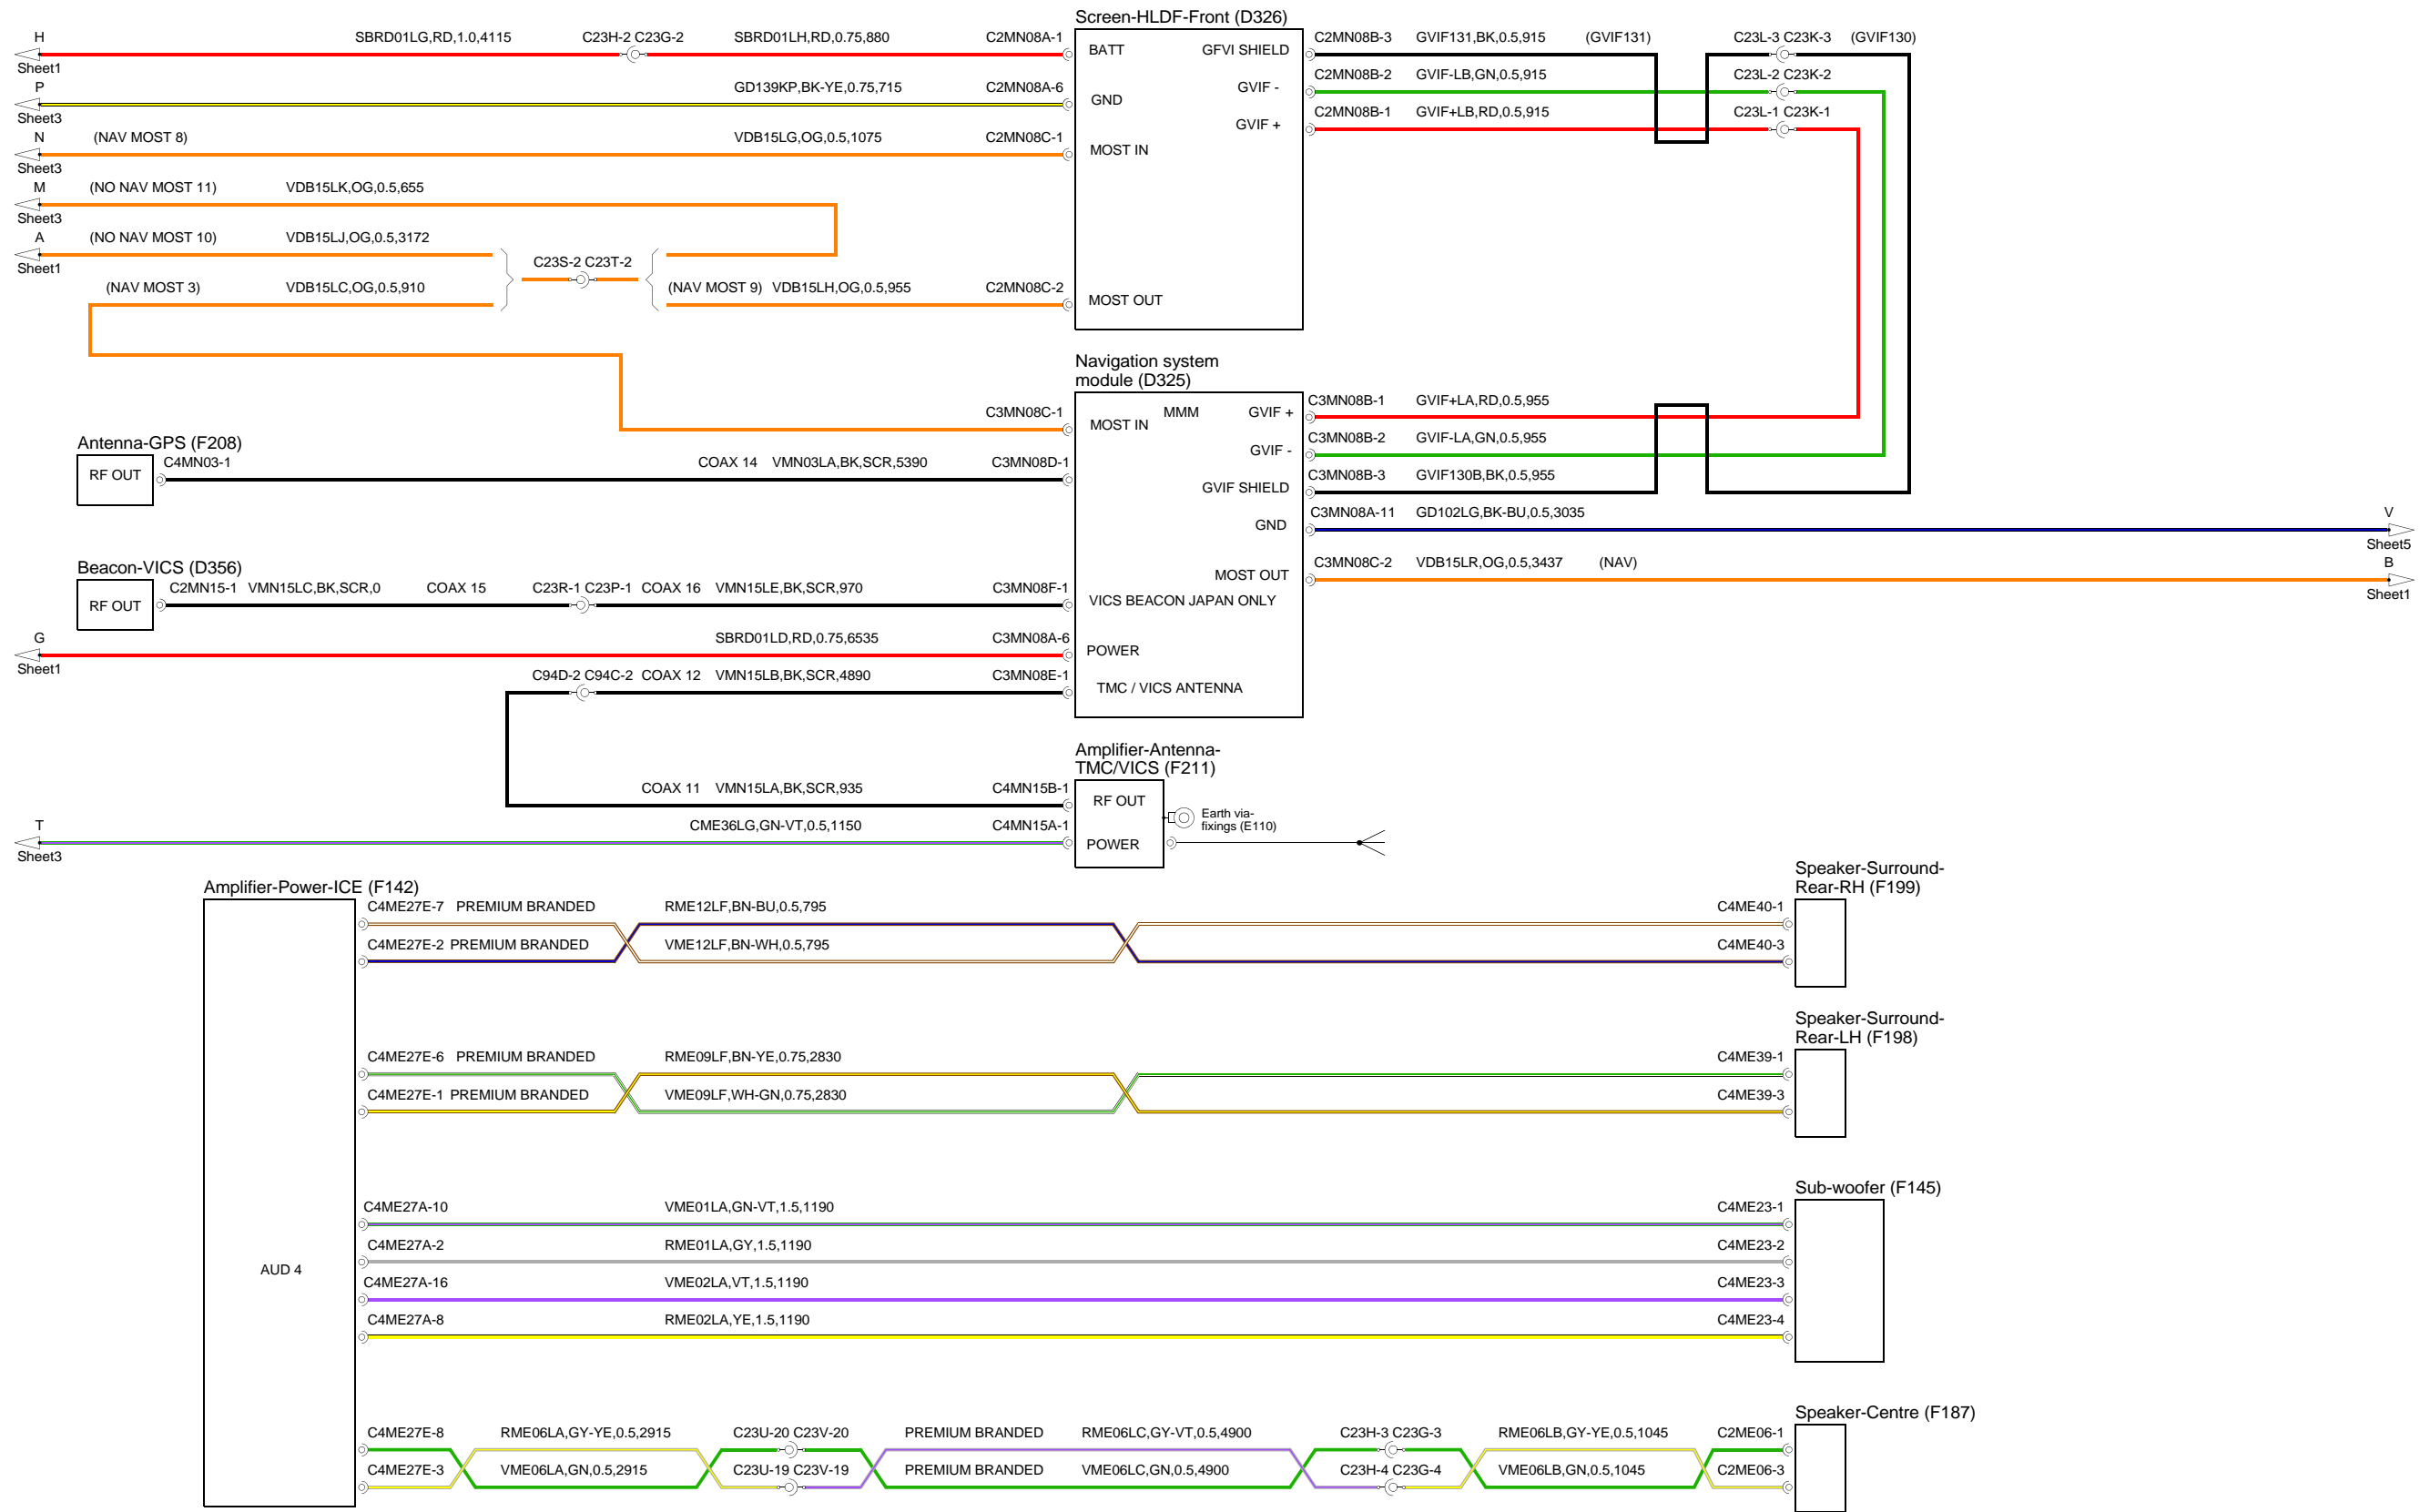 Screen-HLDF-Front (D326)
H
SBRD01LG,RD,1.0,4115
C23H-2 C23G-2
SBRD01LH,RD,0.75,880
C2MN08A-1
Sheet1
BATT
GFVI SHIELD
C2MN08B-3
GVIF131,BK,0.5,915
(GVIF131)
C23L-3 C23K-3
(GVIF130)
P
GD139KP,BK-YE,0.75,715
C2MN08A-6
Sheet3
GND
GVIF -
C2MN08B-2
GVIF-LB,GN,0.5,915
C23L-2 C23K-2
GVIF +
C2MN08B-1
GVIF+LB,RD,0.5,915
C23L-1 C23K-1
N
(NAV MOST 8)
VDB15LG,OG,0.5,1075
C2MN08C-1
Sheet3
MOST IN
M
(NO NAV MOST 11)
VDB15LK,OG,0.5,655
Sheet3
A
(NO NAV MOST 10)
VDB15LJ,OG,0.5,3172
Sheet1
C23S-2 C23T-2
(NAV MOST 3)
VDB15LC,OG,0.5,910
(NAV MOST 9)
VDB15LH,OG,0.5,955
C2MN08C-2
MOST OUT
Navigation system
module (D325)
C3MN08C-1
MOST IN
MMM
GVIF +
C3MN08B-1
GVIF+LA,RD,0.5,955
GVIF -
C3MN08B-2
GVIF-LA,GN,0.5,955
Antenna-GPS (F208)
RF OUT
C4MN03-1
COAX 14
VMN03LA,BK,SCR,5390
C3MN08D-1
GVIF SHIELD
C3MN08B-3
GVIF130B,BK,0.5,955
GND
C3MN08A-11
GD102LG,BK-BU,0.5,3035
V
Sheet5
MOST OUT
C3MN08C-2
VDB15LR,OG,0.5,3437
(NAV)
B
Sheet1
Beacon-VICS (D356)
RF OUT
C2MN15-1
VMN15LC,BK,SCR,0
COAX 15
C23R-1 C23P-1
COAX 16
VMN15LE,BK,SCR,970
C3MN08F-1
VICS BEACON JAPAN ONLY
G
SBRD01LD,RD,0.75,6535
C3MN08A-6
Sheet1
POWER
C94D-2 C94C-2
COAX 12
VMN15LB,BK,SCR,4890
C3MN08E-1
TMC / VICS ANTENNA
Amplifier-Antenna-
TMC/VICS (F211)
COAX 11
VMN15LA,BK,SCR,935
C4MN15B-1
RF OUT
Earth via-
fixings (E110)
T
CME36LG,GN-VT,0.5,1150
C4MN15A-1
Sheet3
POWER
Amplifier-Power-ICE (F142)
AUD 4
Speaker-Surround-
Rear-RH (F199)
C4ME27E-7
PREMIUM BRANDED
RME12LF,BN-BU,0.5,795
C4ME40-1
C4ME27E-2
PREMIUM BRANDED
VME12LF,BN-WH,0.5,795
C4ME40-3
Speaker-Surround-
Rear-LH (F198)
C4ME27E-6
PREMIUM BRANDED
RME09LF,BN-YE,0.75,2830
C4ME39-1
C4ME27E-1
PREMIUM BRANDED
VME09LF,WH-GN,0.75,2830
C4ME39-3
Sub-woofer (F145)
C4ME27A-10
VME01LA,GN-VT,1.5,1190
C4ME23-1
C4ME27A-2
RME01LA,GY,1.5,1190
C4ME23-2
C4ME27A-16
VME02LA,VT,1.5,1190
C4ME23-3
C4ME27A-8
RME02LA,YE,1.5,1190
C4ME23-4
Speaker-Centre (F187)
C4ME27E-8
RME06LA,GY-YE,0.5,2915
C23U-20 C23V-20
PREMIUM BRANDED
RME06LC,GY-VT,0.5,4900
C23H-3 C23G-3
RME06LB,GY-YE,0.5,1045
C2ME06-1
C4ME27E-3
VME06LA,GN,0.5,2915
C23U-19 C23V-19
PREMIUM BRANDED
VME06LC,GN,0.5,4900
C23H-4 C23G-4
VME06LB,GN,0.5,1045
C2ME06-3